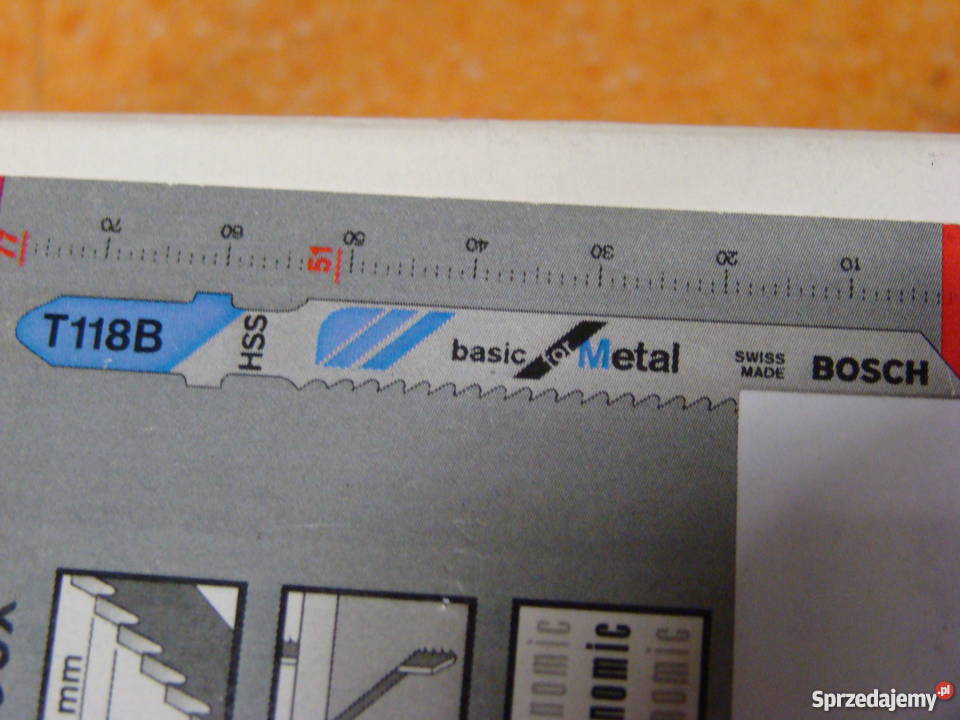 70 60 50 40 30 20 10
77 51
T118B HSS basic for Metal SWISS MADE BOSCH
mm
nomic
nomic
nomic
Sprzedajemy.pl